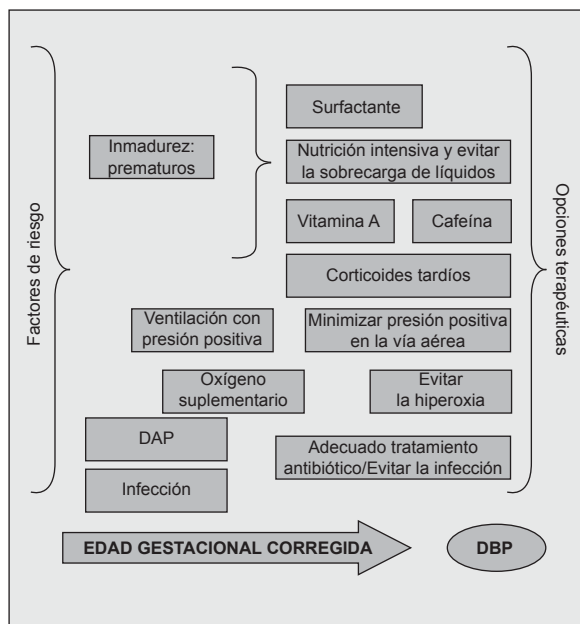 Factores de riesgo
Inmadurez:
prematuros
Surfactante
Nutrición intensiva y evitar
la sobrecarga de líquidos
Vitamina A
Cafeína
Corticoides tardíos
Ventilación con
presión positiva
Minimizar presión positiva
en la vía aérea
Oxígeno
suplementario
Evitar
la hiperoxia
DAP
Adecuado tratamiento
antibiótico/Evitar la infección
Infección
Opciones terapéuticas
EDAD GESTACIONAL CORREGIDA
DBP